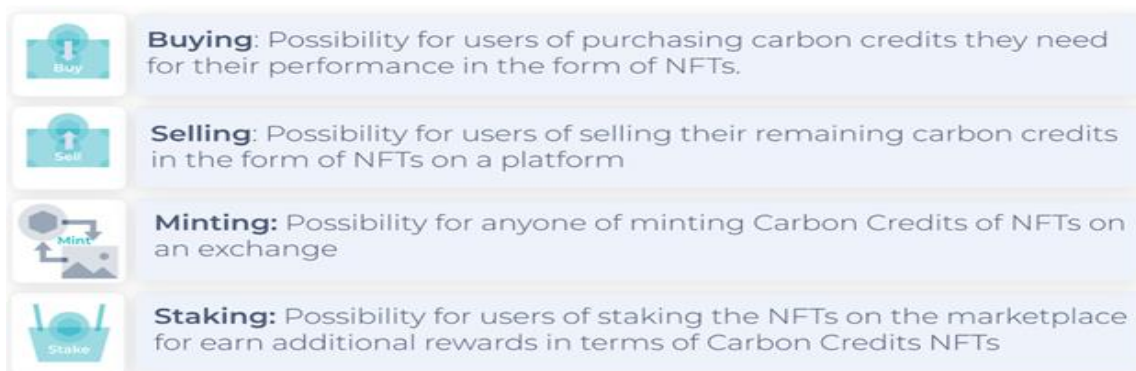 Buy
Buying: Possibility for users of purchasing carbon credits they need
for their performance in the form of NFTs.
Sell
Selling: Possibility for users of selling their remaining carbon credits
in the form of NFTs on a platform
Mint
Minting: Possibility for anyone of minting Carbon Credits of NFTs on
an exchange
Stake
Staking: Possibility for users of staking the NFTs on the marketplace
for earn additional rewards in terms of Carbon Credits NFTs